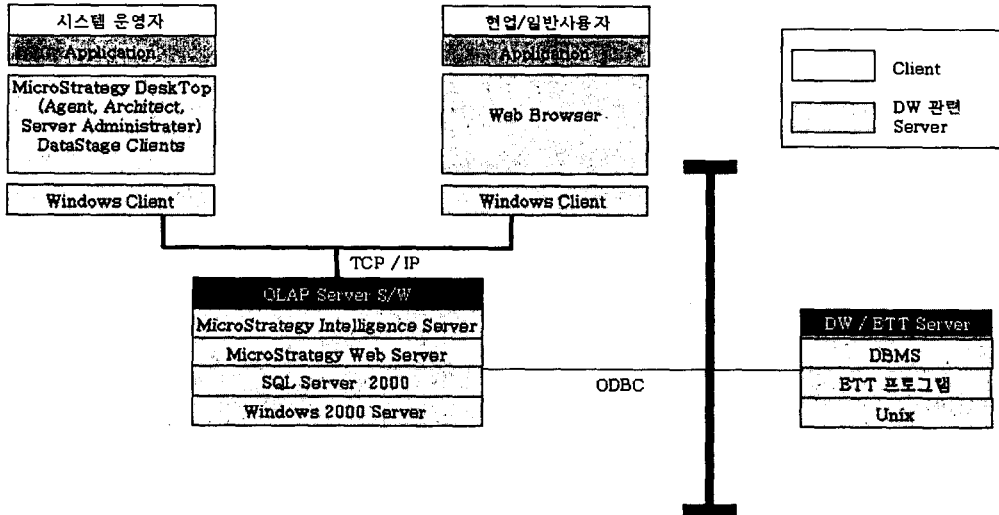 시스템 운영자
Application
MicroStrategy DeskTop
(Agent, Architect,
Server Administrater)
DataStage Clients
Windows Client
현업/일반사용자
Application
Web Browser
Windows Client
Client
DW 관련
Server
TCP / IP
OLAP Server S/W
MicroStrategy Intelligence Server
MicroStrategy Web Server
SQL Server 2000
Windows 2000 Server
ODBC
DW / ETT Server
DBMS
ETT 프로그램
Unix